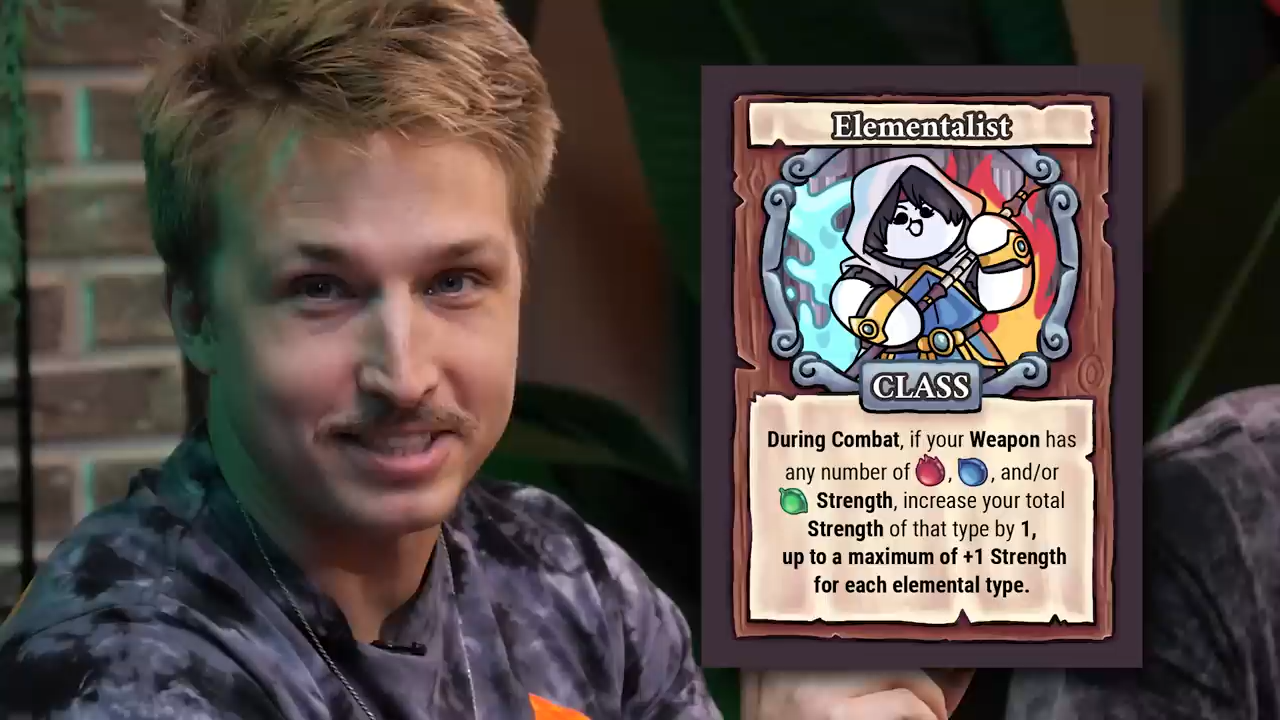 Elementalist
CLASS
During Combat, if your Weapon has
any number of , , and/or
Strength, increase your total
Strength of that type by 1,
up to a maximum of +1 Strength
for each elemental type.